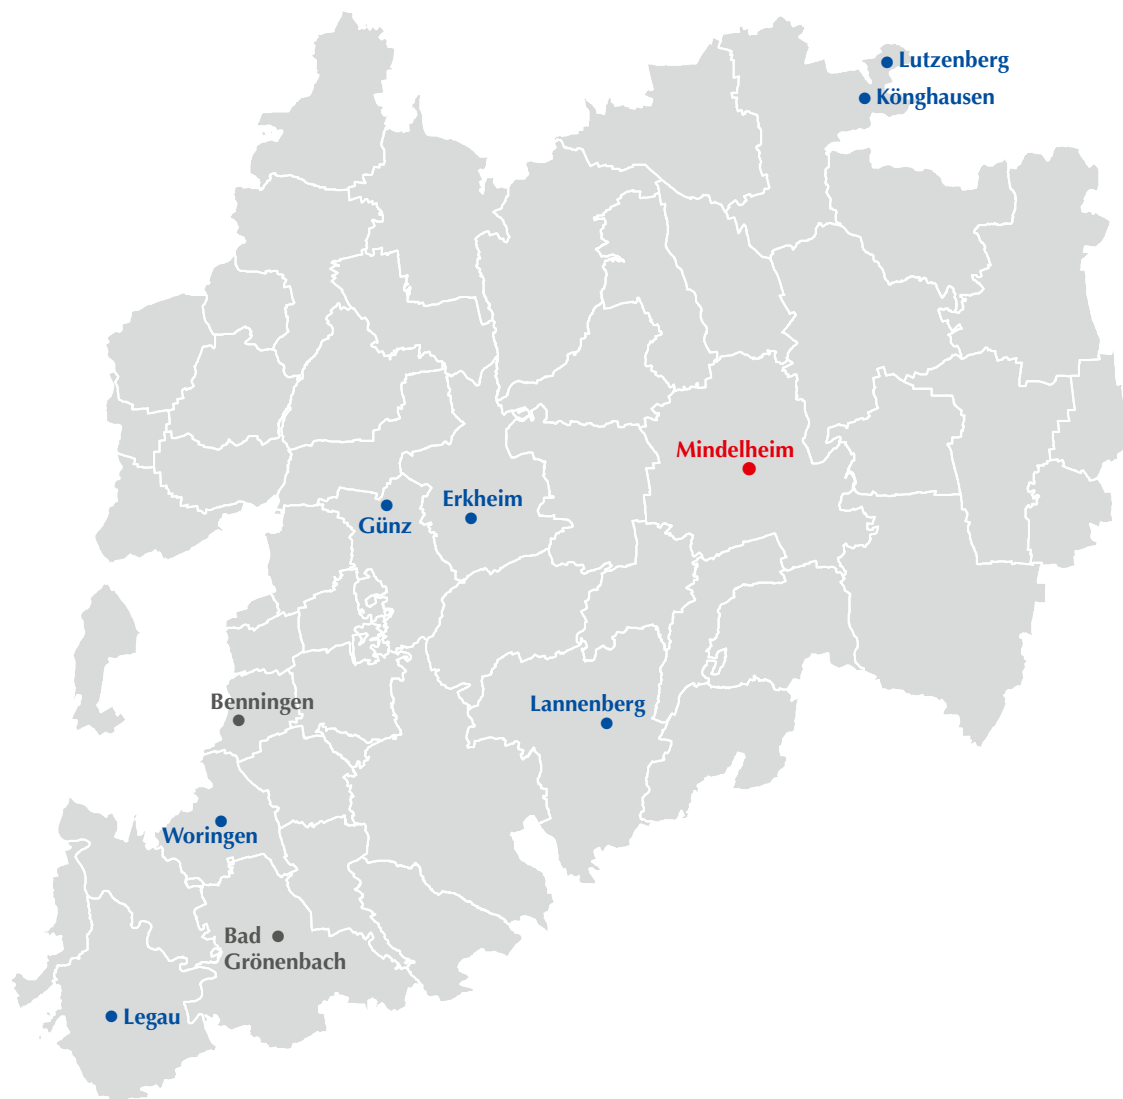 Lutzenberg
Könghausen
Mindelheim
Erkheim
Günz
Benningen
Lannenberg
Woringen
Bad
Grönenbach
Legau